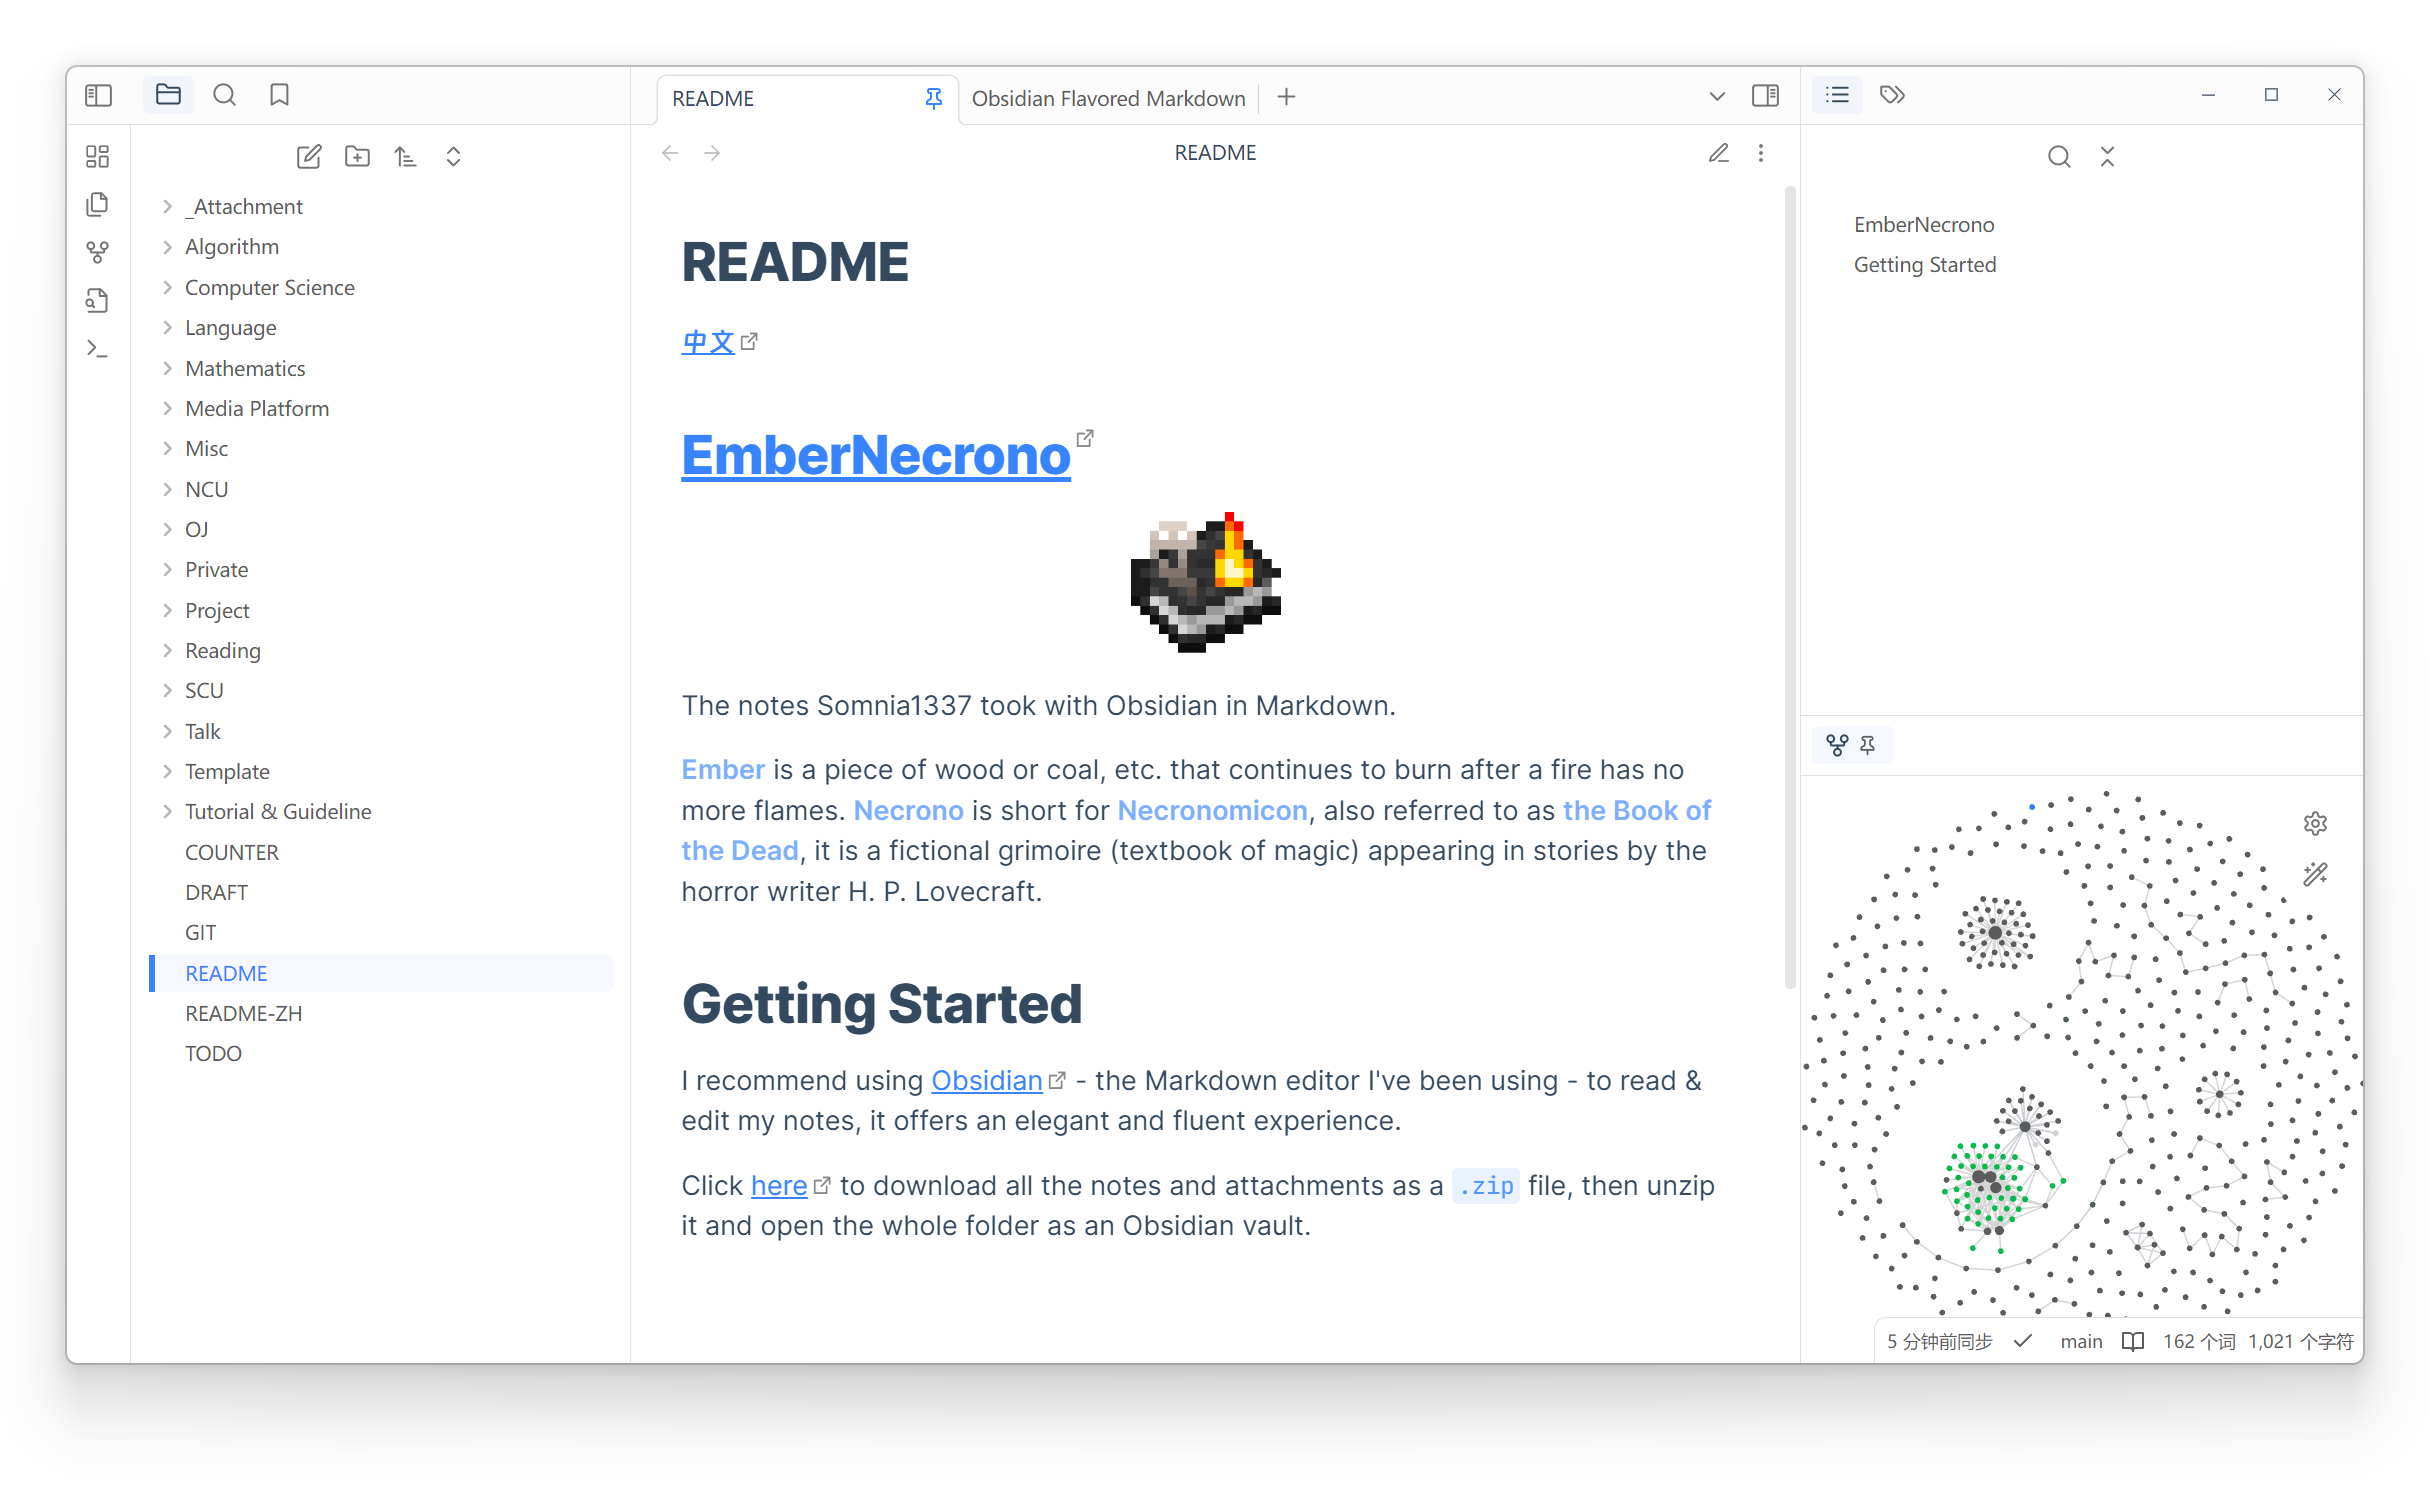 README
Obsidian Flavored Markdown
README
_Attachment
Algorithm
Computer Science
Language
Mathematics
Media Platform
Misc
NCU
OJ
Private
Project
Reading
SCU
Talk
Template
Tutorial & Guideline
COUNTER
DRAFT
GIT
README
README-ZH
TODO
README
中文
EmberNecrono
The notes Somnia1337 took with Obsidian in Markdown.
Ember is a piece of wood or coal, etc. that continues to burn after a fire has no
more flames. Necrono is short for Necronomicon, also referred to as the Book of
the Dead, it is a fictional grimoire (textbook of magic) appearing in stories by the
horror writer H. P. Lovecraft.
Getting Started
I recommend using Obsidian - the Markdown editor I've been using - to read &
edit my notes, it offers an elegant and fluent experience.
Click here to download all the notes and attachments as a .zip file, then unzip
it and open the whole folder as an Obsidian vault.
EmberNecrono
Getting Started
5 分钟前同步 main 162 个词 1,021 个字符